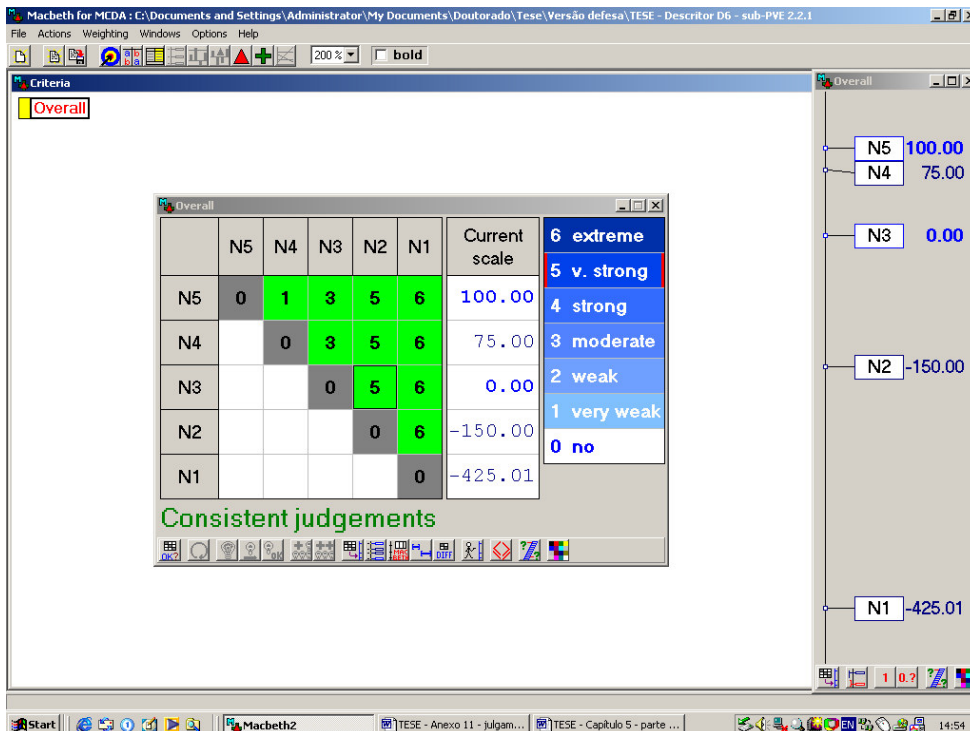 Macbeth for MCDA : C:\Documents and Settings\Administrator\My Documents\Doutorado\Tese\Versão defesa\TESE - Descritor D6 - sub-PVE 2.2.1
File Actions Weighting Windows Options Help
200 % bold
Criteria
Overall
Overall
N5 100.00
N4 75.00
N3 0.00
N2 -150.00
N1 -425.01
Overall
N5 N4 N3 N2 N1 Current scale
N5 0 1 3 5 6 100.00
N4 0 3 5 6 75.00
N3 0 5 6 0.00
N2 0 6 -150.00
N1 0 -425.01
6 extreme
5 v. strong
4 strong
3 moderate
2 weak
1 very weak
0 no
Consistent judgements
OK? OK DIFF
1 0.?
Start Macbeth2 TESE - Anexo 11 - julgam... TESE - Capítulo 5 - parte ... EN 14:54